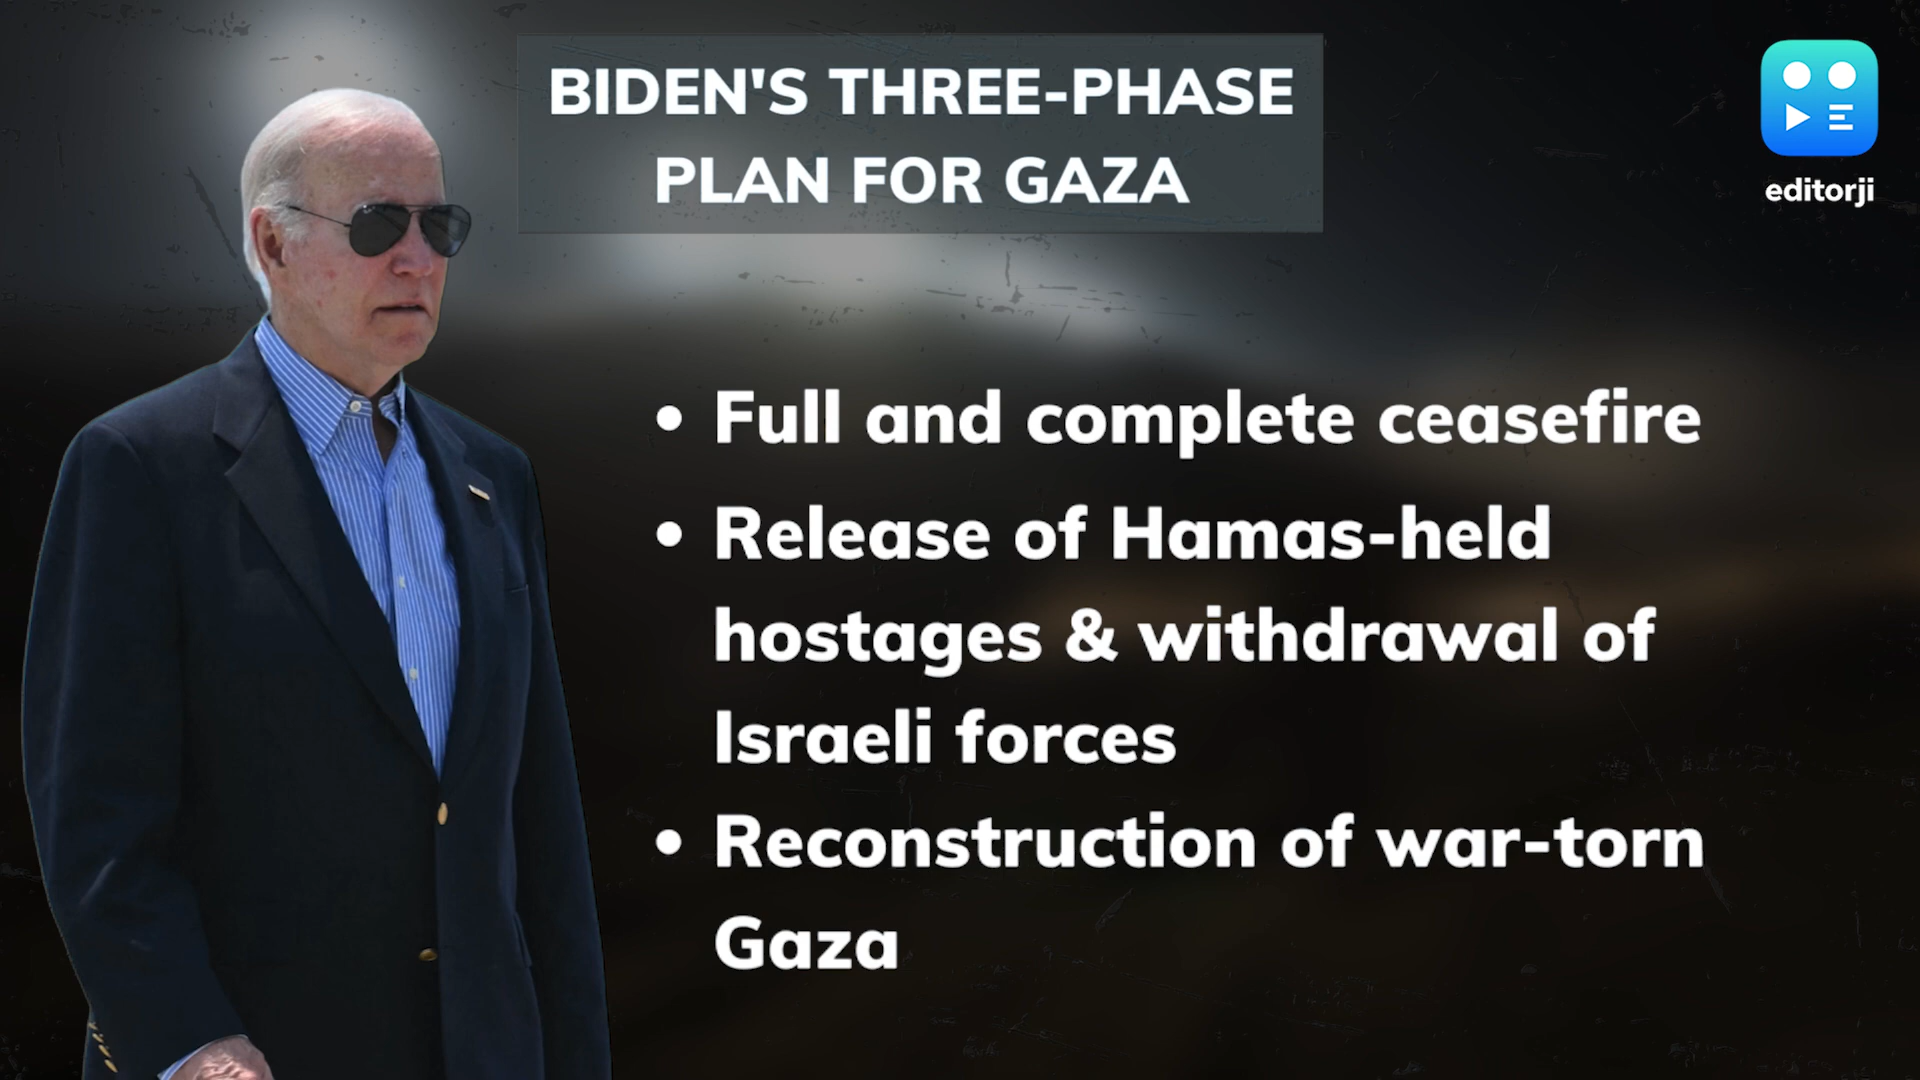 BIDEN'S THREE-PHASE
PLAN FOR GAZA
editorji
• Full and complete ceasefire
• Release of Hamas-held
hostages & withdrawal of
Israeli forces
• Reconstruction of war-torn
Gaza